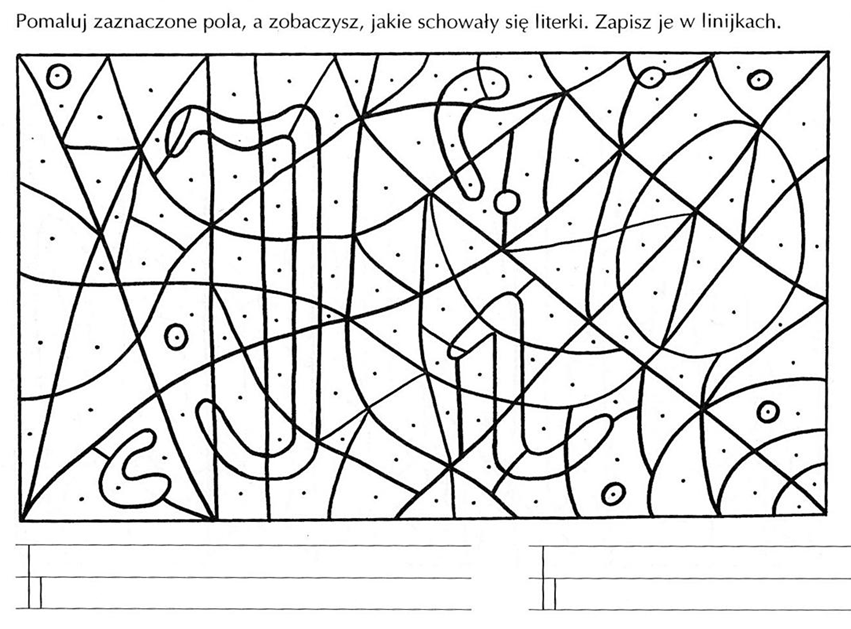 Pomaluj zaznaczone pola, a zobaczysz, jakie schowały się literki. Zapisz je w linijkach.